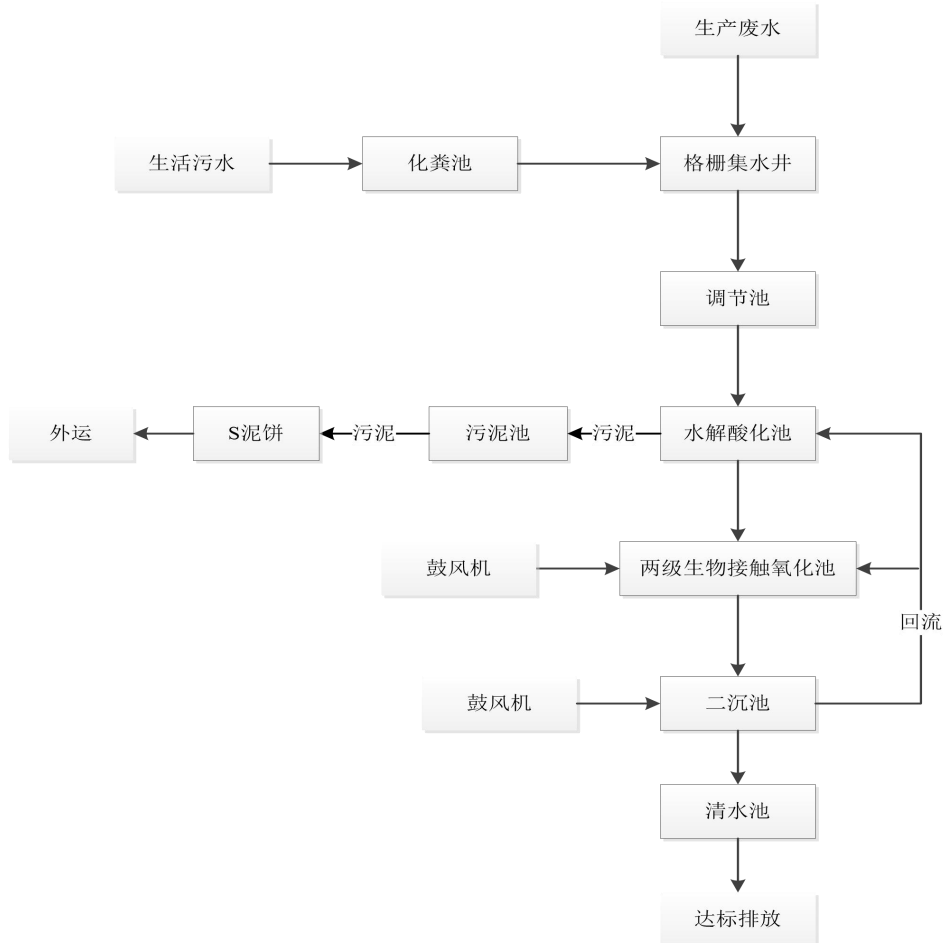 生产废水
生活污水
化粪池
格栅集水井
调节池
外运
S泥饼
污泥
污泥池
污泥
水解酸化池
鼓风机
两级生物接触氧化池
回流
鼓风机
二沉池
清水池
达标排放